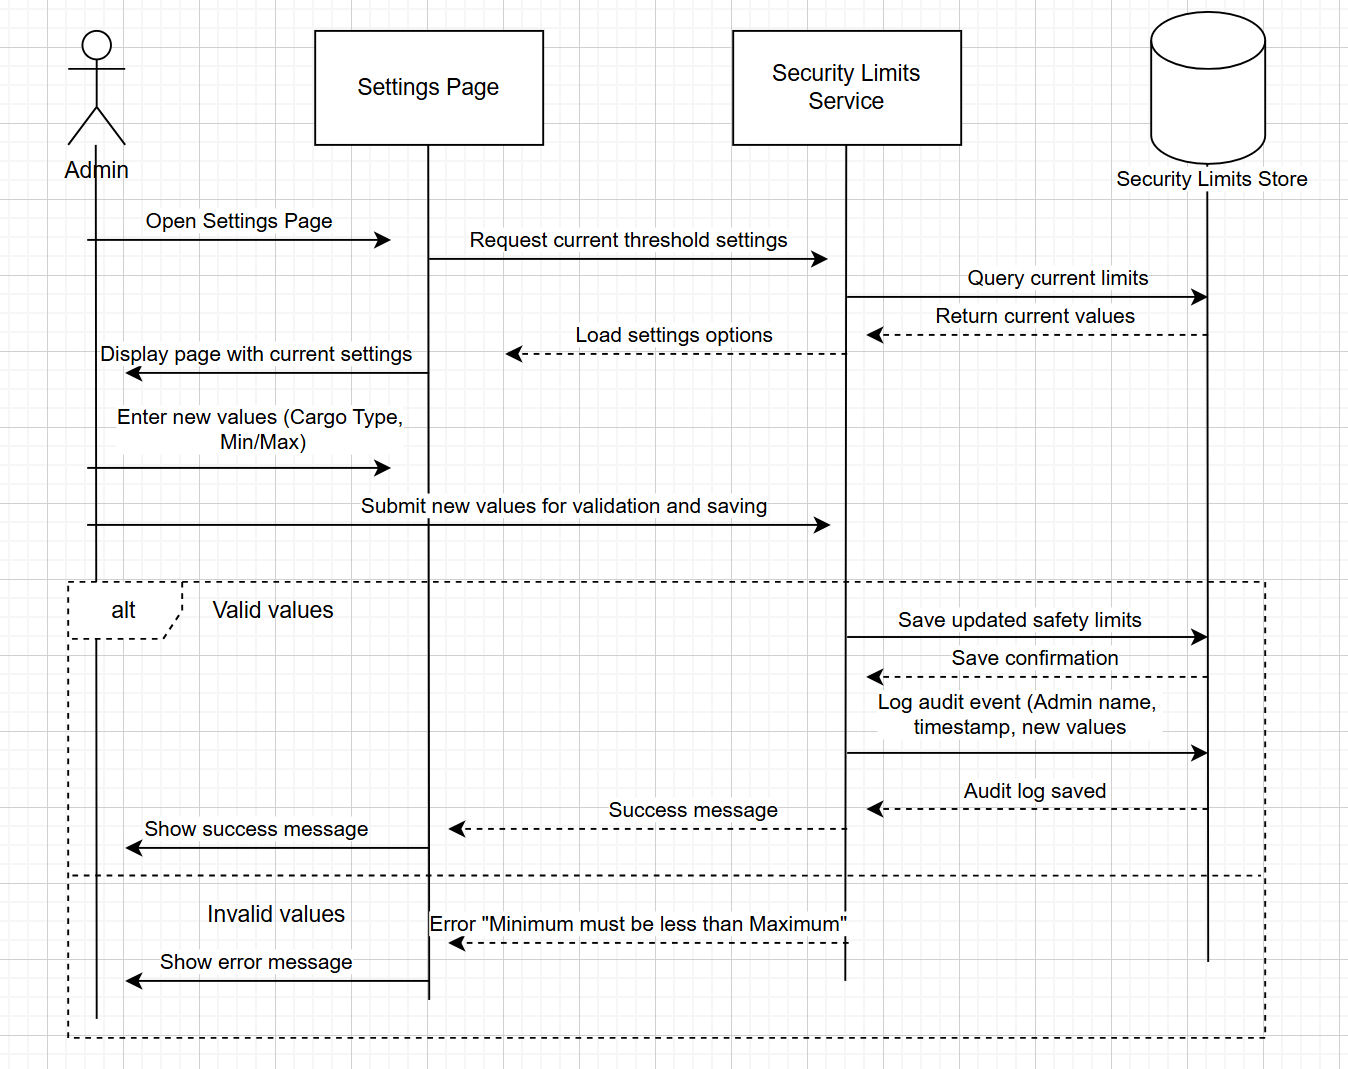 Settings Page
Security Limits
Service
Admin
Security Limits Store
Open Settings Page
Request current threshold settings
Query current limits
Return current values
Load settings options
Display page with current settings
Enter new values (Cargo Type,
Min/Max)
Submit new values for validation and saving
alt
Valid values
Save updated safety limits
Save confirmation
Log audit event (Admin name,
timestamp, new values
Audit log saved
Success message
Show success message
Invalid values
Error "Minimum must be less than Maximum"
Show error message